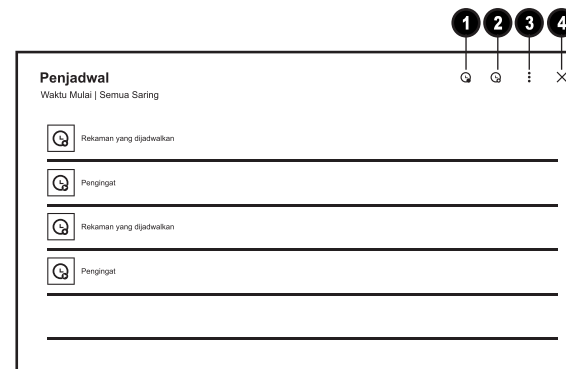 1 2 3 4
Penjadwal
Waktu Mulai | Semua Saring
Rekaman yang dijadwalkan
Pengingat
Rekaman yang dijadwalkan
Pengingat